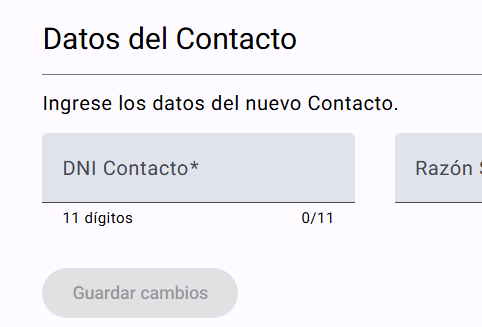 Datos del Contacto
Ingrese los datos del nuevo Contacto.
DNI Contacto*
Razón
11 dígitos
0/11
Guardar cambios